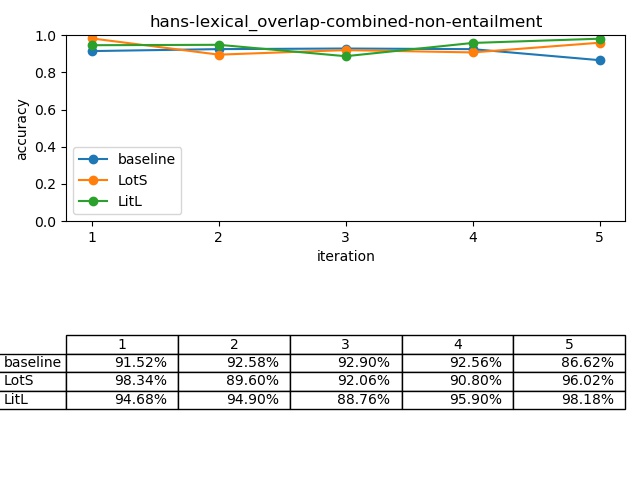 hans-lexical_overlap-combined-non-entailment
1.0
0.8
0.6
0.4
0.2
0.0
accuracy
baseline
LotS
LitL
1 2 3 4 5
iteration
1 2 3 4 5
baseline 91.52% 92.58% 92.90% 92.56% 86.62%
LotS 98.34% 89.60% 92.06% 90.80% 96.02%
LitL 94.68% 94.90% 88.76% 95.90% 98.18%